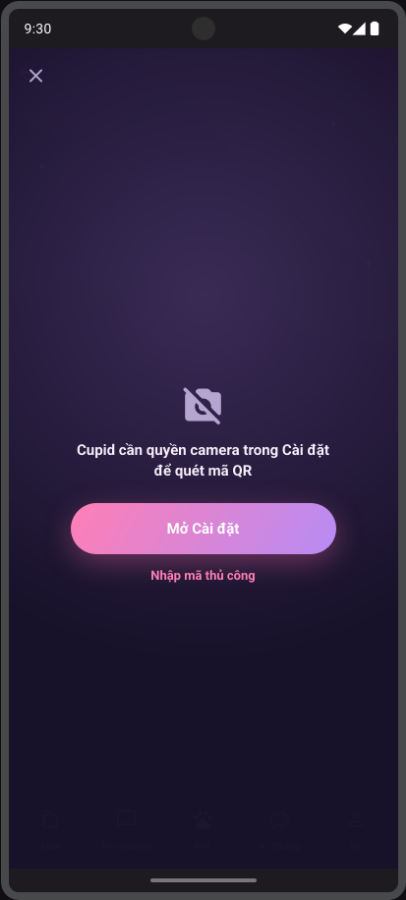 9:30
Cupid cần quyền camera trong Cài đặt
để quét mã QR
Mở Cài đặt
Nhập mã thủ công